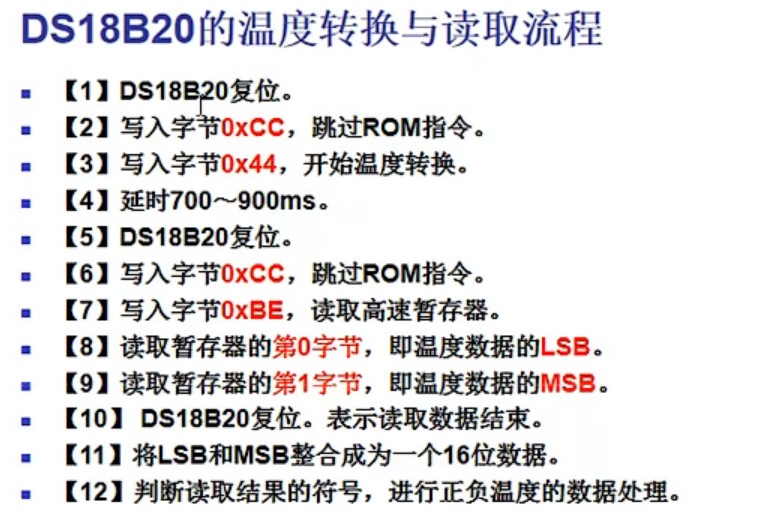 DS18B20的温度转换与读取流程
【1】DS18B20复位。
【2】写入字节0xCC，跳过ROM指令。
【3】写入字节0x44，开始温度转换。
【4】延时700～900ms。
【5】DS18B20复位。
【6】写入字节0xCC，跳过ROM指令。
【7】写入字节0xBE，读取高速暂存器。
【8】读取暂存器的第0字节，即温度数据的LSB。
【9】读取暂存器的第1字节，即温度数据的MSB。
【10】 DS18B20复位。表示读取数据结束。
【11】将LSB和MSB整合成为一个16位数据。
【12】判断读取结果的符号，进行正负温度的数据处理。